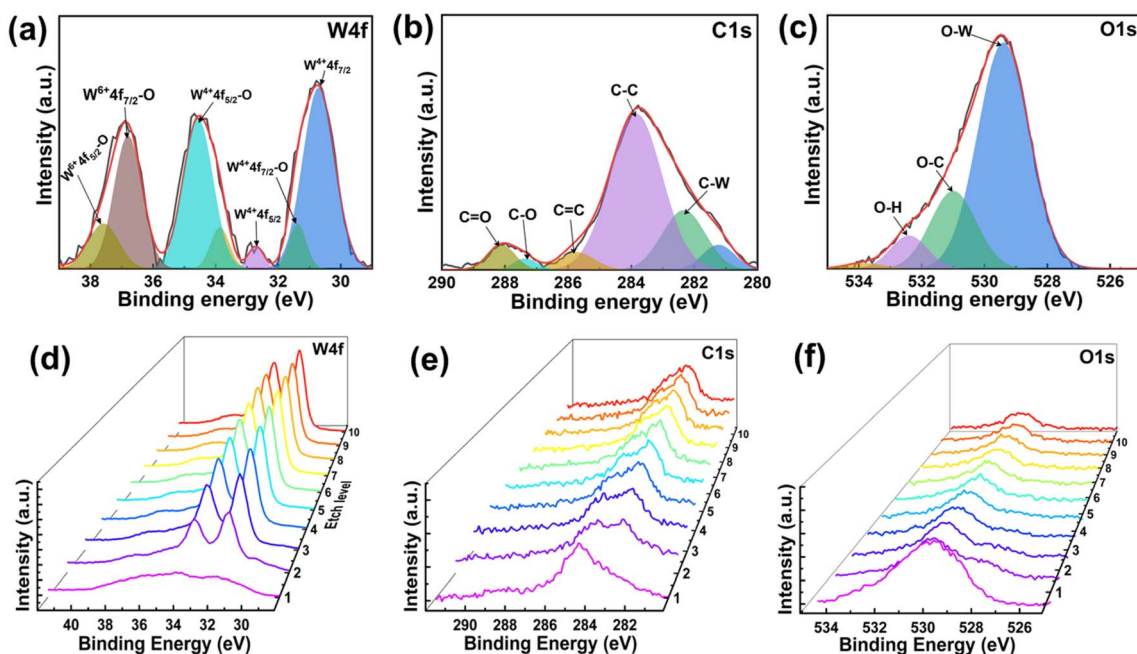 (a)
W4f
W⁶⁺4f₇/₂-O
W⁶⁺4f₅/₂-O
W⁴⁺4f₅/₂-O
W⁴⁺4f₇/₂-O
W⁴⁺4f₅/₂
W⁴⁺4f₇/₂
Intensity (a.u.)
38 36 34 32 30
Binding energy (eV)
(b)
C1s
C=O
C-O
C=C
C-C
C-W
Intensity (a.u.)
290 288 286 284 282 280
Binding energy (eV)
(c)
O1s
O-W
O-C
O-H
Intensity (a.u.)
534 532 530 528 526
Binding energy (eV)
(d)
W4f
Intensity (a.u.)
40 38 36 34 32 30
Binding Energy (eV)
1 2 3 4 5 6 7 8 9 10
Etch level
(e)
C1s
Intensity (a.u.)
290 288 286 284 282
Binding Energy (eV)
1 2 3 4 5 6 7 8 9 10
(f)
O1s
Intensity (a.u.)
534 532 530 528 526
Binding Energy (eV)
1 2 3 4 5 6 7 8 9 10